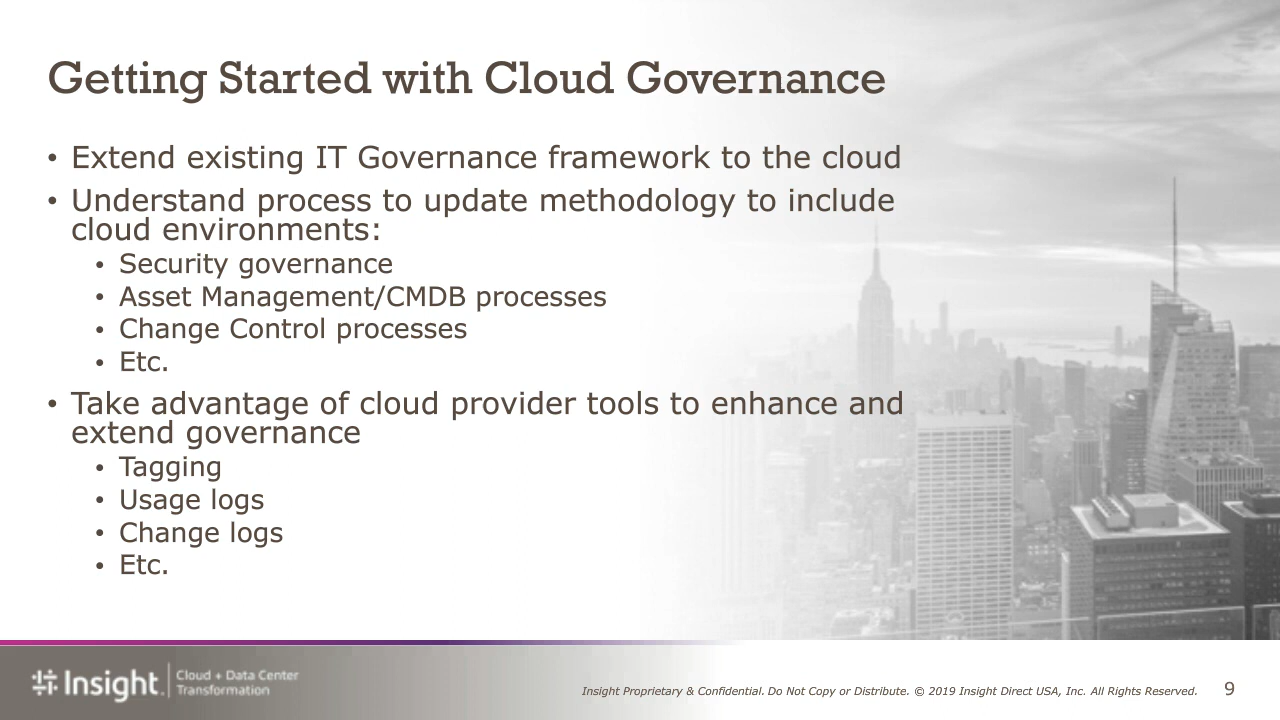 Getting Started with Cloud Governance
• Extend existing IT Governance framework to the cloud
• Understand process to update methodology to include
cloud environments:
• Security governance
• Asset Management/CMDB processes
• Change Control processes
• Etc.
• Take advantage of cloud provider tools to enhance and
extend governance
• Tagging
• Usage logs
• Change logs
• Etc.
Insight.
Cloud + Data Center
Transformation
Insight Proprietary & Confidential. Do Not Copy or Distribute. © 2019 Insight Direct USA, Inc. All Rights Reserved.
9